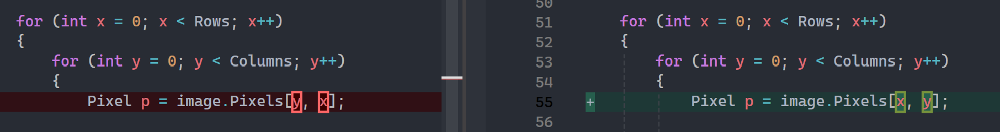 for (int x = 0; x < Rows; x++)
{
for (int y = 0; y < Columns; y++)
{
Pixel p = image.Pixels[y, x];
50
51 for (int x = 0; x < Rows; x++)
52 {
53 for (int y = 0; y < Columns; y++)
54 {
55 + Pixel p = image.Pixels[x, y];
56